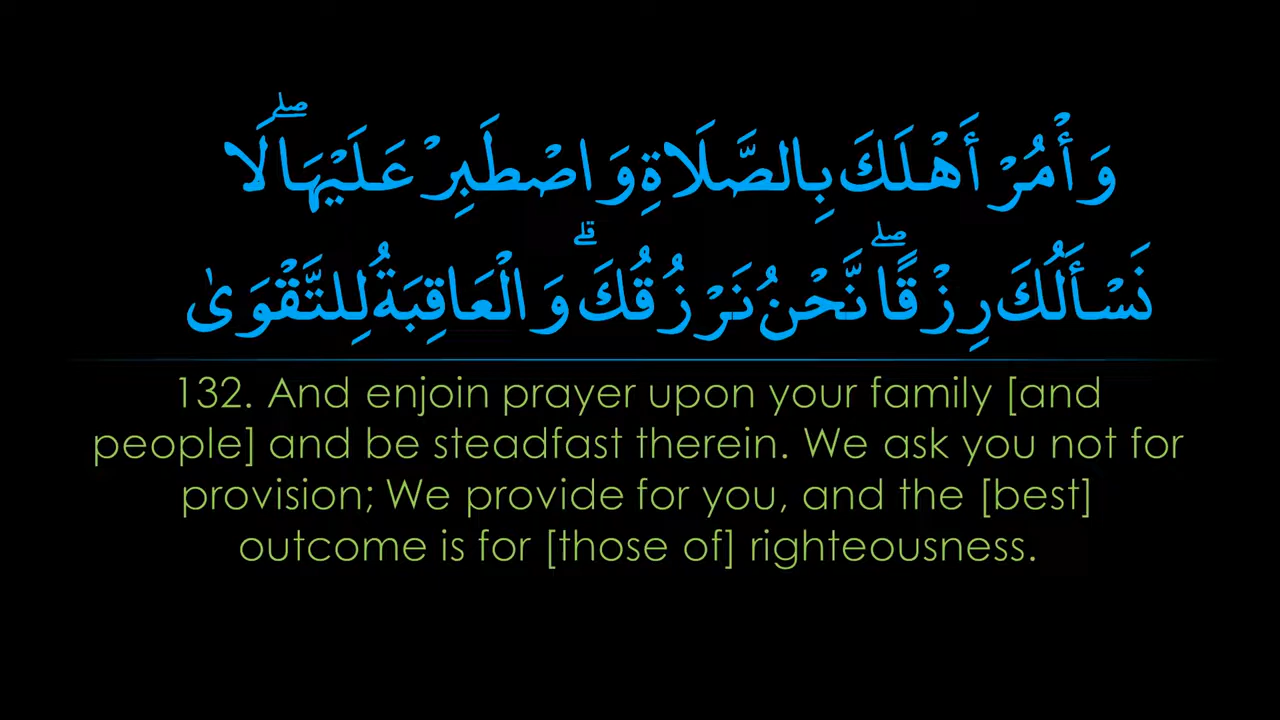 وَأْمُرْ أَهْلَكَ بِالصَّلَاةِ وَاصْطَبِرْ عَلَيْهَا ۖ لَا
نَسْأَلُكَ رِزْقًا ۖ نَّحْنُ نَرْزُقُكَ ۗ وَالْعَاقِبَةُ لِلتَّقْوَىٰ
132. And enjoin prayer upon your family [and
people] and be steadfast therein. We ask you not for
provision; We provide for you, and the [best]
outcome is for [those of] righteousness.